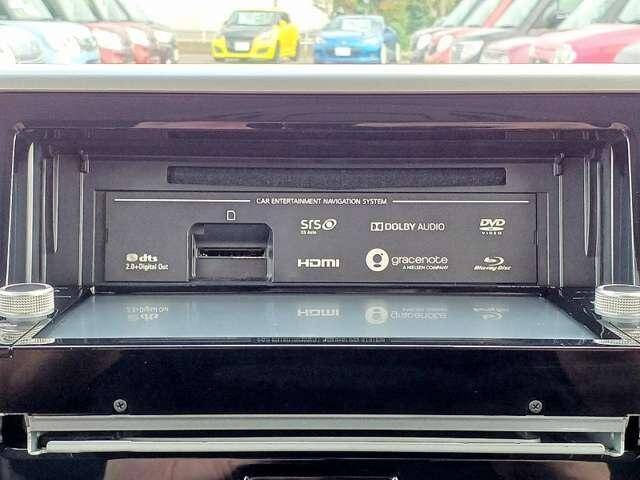 CAR ENTERTAINMENT NAVIGATION SYSTEM
SRS
CS Auto
DOLBY AUDIO
DVD
VIDEO
dts
2.0+Digital Out
HDMI
gracenote
A NIELSEN COMPANY
Blu-ray Disc